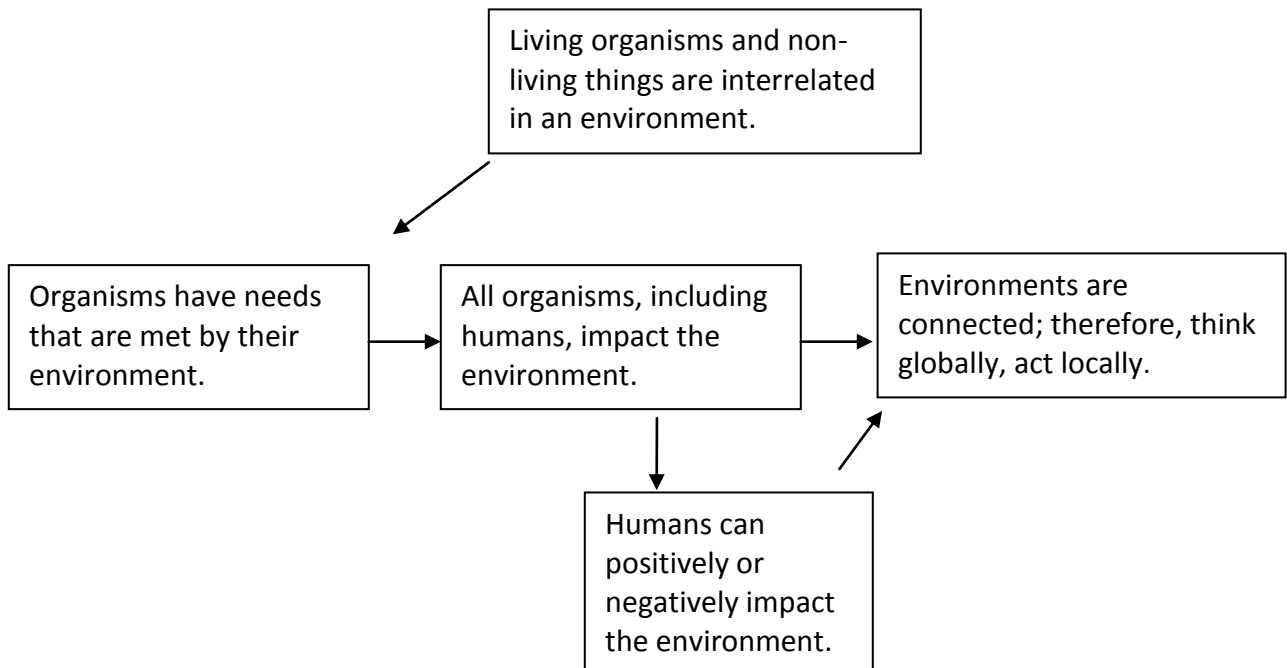 Living organisms and non-
living things are interrelated
in an environment.
Organisms have needs
that are met by their
environment.
All organisms, including
humans, impact the
environment.
Environments are
connected; therefore, think
globally, act locally.
Humans can
positively or
negatively impact
the environment.